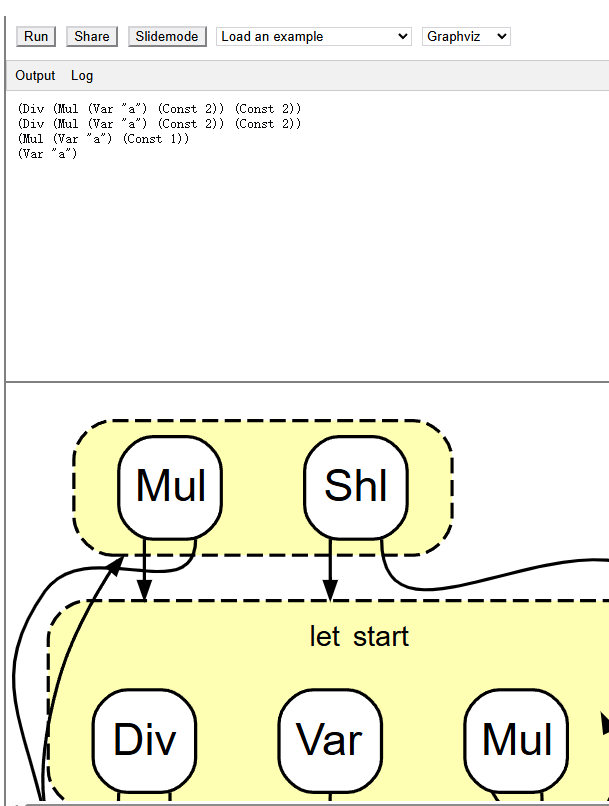 Run Share Slidemode Load an example Graphviz
Output Log
(Div (Mul (Var "a") (Const 2)) (Const 2))
(Div (Mul (Var "a") (Const 2)) (Const 2))
(Mul (Var "a") (Const 1))
(Var "a")
Mul Shl
let start
Div Var Mul